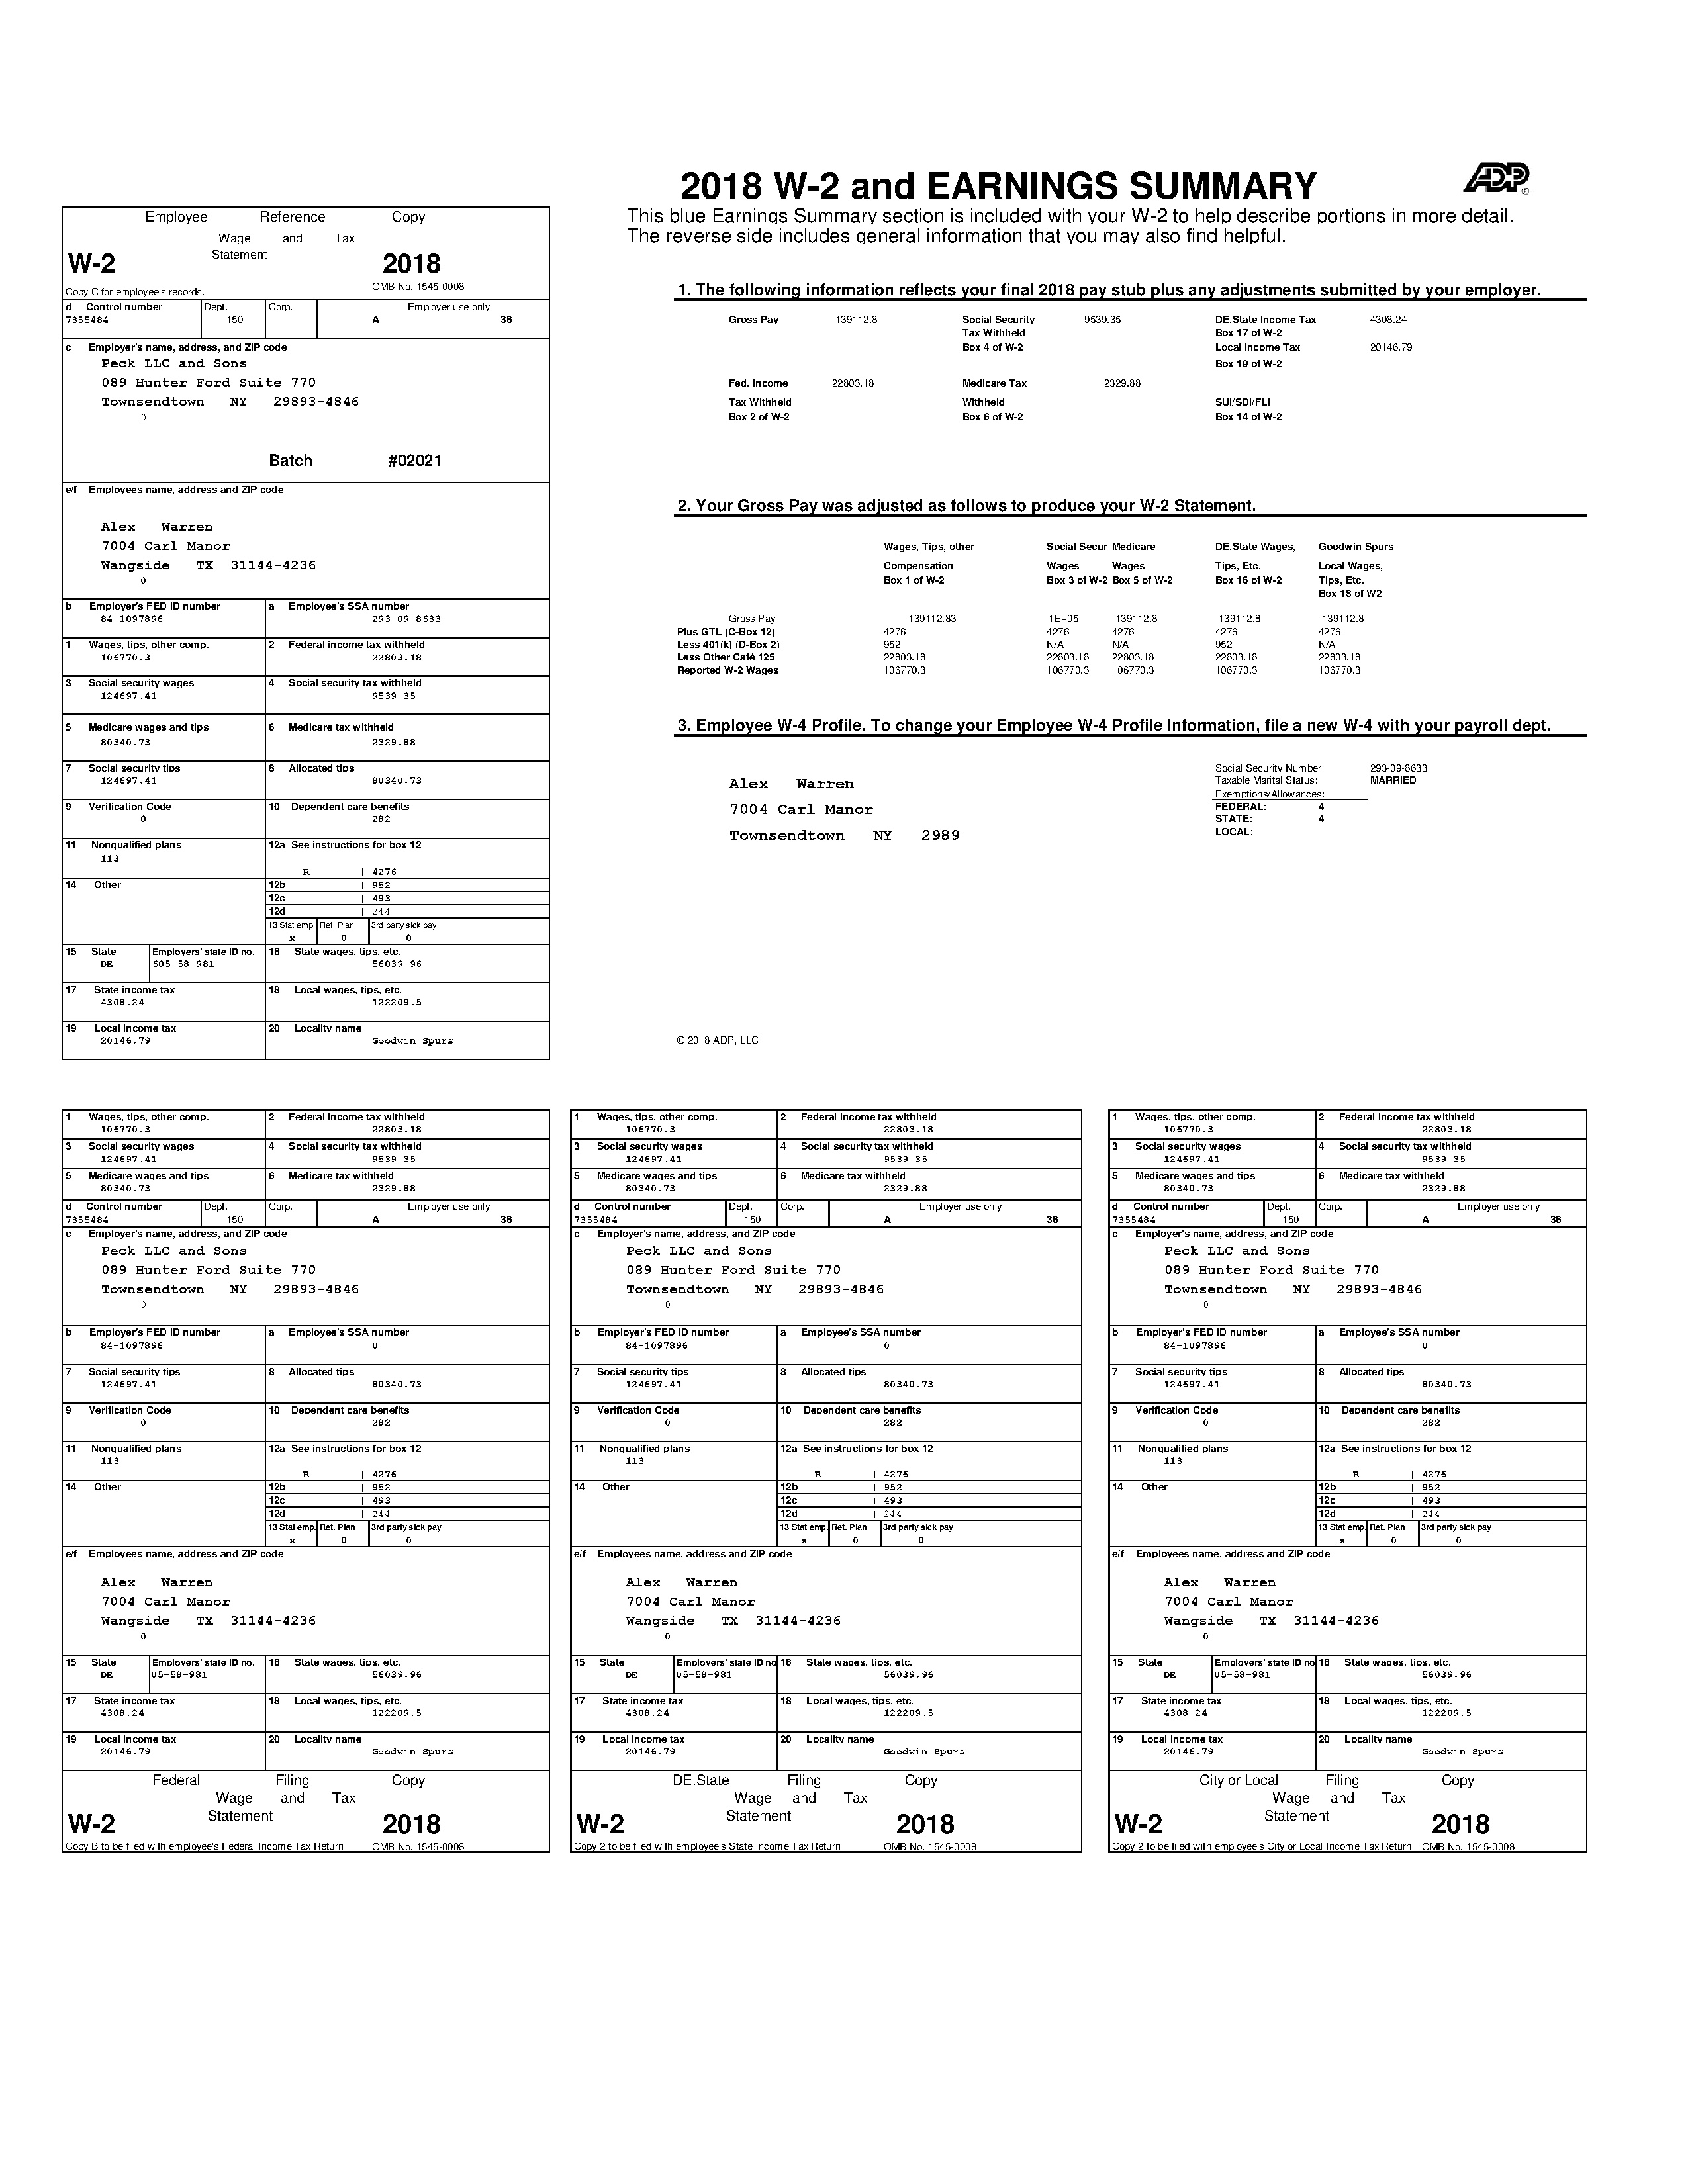 2018 W-2 and EARNINGS SUMMARY
ADP®
This blue Earnings Summary section is included with your W-2 to help describe portions in more detail.
The reverse side includes general information that you may also find helpful.
Employee Reference Copy
Wage and Tax
Statement
W-2 2018
Copy C for employee's records. OMB No. 1545-0008
d Control number Dept. Corp. Employer use only
7355484 150 A 36
c Employer's name, address, and ZIP code
Peck LLC and Sons
089 Hunter Ford Suite 770
Townsendtown NY 29893-4846
0
Batch #02021
e/f Employees name, address and ZIP code
Alex Warren
7004 Carl Manor
Wangside TX 31144-4236
0
b Employer's FED ID number a Employee's SSA number
84-1097896 293-09-8633
1 Wages, tips, other comp. 2 Federal income tax withheld
106770.3 22803.18
3 Social security wages 4 Social security tax withheld
124697.41 9539.35
5 Medicare wages and tips 6 Medicare tax withheld
80340.73 2329.88
7 Social security tips 8 Allocated tips
124697.41 80340.73
9 Verification Code 10 Dependent care benefits
0 282
11 Nonqualified plans 12a See instructions for box 12
113
R | 4276
14 Other 12b | 952
12c | 493
12d | 244
13 Stat emp. Ret. Plan 3rd party sick pay
x 0 0
15 State Employers' state ID no. 16 State wages, tips, etc.
DE 605-58-981 56039.96
17 State income tax 18 Local wages, tips, etc.
4308.24 122209.5
19 Local income tax 20 Locality name
20146.79 Goodwin Spurs
1. The following information reflects your final 2018 pay stub plus any adjustments submitted by your employer.
Gross Pay 139112.8 Social Security 9539.35 DE.State Income Tax 4308.24
Tax Withheld Box 17 of W-2
Box 4 of W-2 Local Income Tax 20146.79
Box 19 of W-2
Fed. Income 22803.18 Medicare Tax 2329.88
Tax Withheld Withheld SUI/SDI/FLI
Box 2 of W-2 Box 6 of W-2 Box 14 of W-2
2. Your Gross Pay was adjusted as follows to produce your W-2 Statement.
Wages, Tips, other Social Secur Medicare DE.State Wages, Goodwin Spurs
Compensation Wages Wages Tips, Etc. Local Wages,
Box 1 of W-2 Box 3 of W-2 Box 5 of W-2 Box 16 of W-2 Tips, Etc.
Box 18 of W2
Gross Pay 139112.83 1E+05 139112.8 139112.8 139112.8
Plus GTL (C-Box 12) 4276 4276 4276 4276 4276
Less 401(k) (D-Box 2) 952 N/A N/A 952 N/A
Less Other Café 125 22803.18 22803.18 22803.18 22803.18 22803.18
Reported W-2 Wages 106770.3 106770.3 106770.3 106770.3 106770.3
3. Employee W-4 Profile. To change your Employee W-4 Profile Information, file a new W-4 with your payroll dept.
Alex Warren
7004 Carl Manor
Townsendtown NY 2989
Social Security Number: 293-09-8633
Taxable Marital Status: MARRIED
Exemptions/Allowances:
FEDERAL: 4
STATE: 4
LOCAL:
© 2018 ADP, LLC
1 Wages, tips, other comp. 2 Federal income tax withheld
106770.3 22803.18
3 Social security wages 4 Social security tax withheld
124697.41 9539.35
5 Medicare wages and tips 6 Medicare tax withheld
80340.73 2329.88
d Control number Dept. Corp. Employer use only
7355484 150 A 36
c Employer's name, address, and ZIP code
Peck LLC and Sons
089 Hunter Ford Suite 770
Townsendtown NY 29893-4846
0
b Employer's FED ID number a Employee's SSA number
84-1097896 0
7 Social security tips 8 Allocated tips
124697.41 80340.73
9 Verification Code 10 Dependent care benefits
0 282
11 Nonqualified plans 12a See instructions for box 12
113
R | 4276
14 Other 12b | 952
12c | 493
12d | 244
13 Stat emp. Ret. Plan 3rd party sick pay
x 0 0
e/f Employees name, address and ZIP code
Alex Warren
7004 Carl Manor
Wangside TX 31144-4236
0
15 State Employers' state ID no. 16 State wages, tips, etc.
DE 05-58-981 56039.96
17 State income tax 18 Local wages, tips, etc.
4308.24 122209.5
19 Local income tax 20 Locality name
20146.79 Goodwin Spurs
Federal Filing Copy
Wage and Tax
Statement
W-2 2018
Copy B to be filed with employee's Federal Income Tax Return OMB No. 1545-0008
1 Wages, tips, other comp. 2 Federal income tax withheld
106770.3 22803.18
3 Social security wages 4 Social security tax withheld
124697.41 9539.35
5 Medicare wages and tips 6 Medicare tax withheld
80340.73 2329.88
d Control number Dept. Corp. Employer use only
7355484 150 A 36
c Employer's name, address, and ZIP code
Peck LLC and Sons
089 Hunter Ford Suite 770
Townsendtown NY 29893-4846
0
b Employer's FED ID number a Employee's SSA number
84-1097896 0
7 Social security tips 8 Allocated tips
124697.41 80340.73
9 Verification Code 10 Dependent care benefits
0 282
11 Nonqualified plans 12a See instructions for box 12
113
R | 4276
14 Other 12b | 952
12c | 493
12d | 244
13 Stat emp. Ret. Plan 3rd party sick pay
x 0 0
e/f Employees name, address and ZIP code
Alex Warren
7004 Carl Manor
Wangside TX 31144-4236
0
15 State Employers' state ID no 16 State wages, tips, etc.
DE 05-58-981 56039.96
17 State income tax 18 Local wages, tips, etc.
4308.24 122209.5
19 Local income tax 20 Locality name
20146.79 Goodwin Spurs
DE.State Filing Copy
Wage and Tax
Statement
W-2 2018
Copy 2 to be filed with employee's State Income Tax Return OMB No. 1545-0008
1 Wages, tips, other comp. 2 Federal income tax withheld
106770.3 22803.18
3 Social security wages 4 Social security tax withheld
124697.41 9539.35
5 Medicare wages and tips 6 Medicare tax withheld
80340.73 2329.88
d Control number Dept. Corp. Employer use only
7355484 150 A 36
c Employer's name, address, and ZIP code
Peck LLC and Sons
089 Hunter Ford Suite 770
Townsendtown NY 29893-4846
0
b Employer's FED ID number a Employee's SSA number
84-1097896 0
7 Social security tips 8 Allocated tips
124697.41 80340.73
9 Verification Code 10 Dependent care benefits
0 282
11 Nonqualified plans 12a See instructions for box 12
113
R | 4276
14 Other 12b | 952
12c | 493
12d | 244
13 Stat emp. Ret. Plan 3rd party sick pay
x 0 0
e/f Employees name, address and ZIP code
Alex Warren
7004 Carl Manor
Wangside TX 31144-4236
0
15 State Employers' state ID no 16 State wages, tips, etc.
DE 05-58-981 56039.96
17 State income tax 18 Local wages, tips, etc.
4308.24 122209.5
19 Local income tax 20 Locality name
20146.79 Goodwin Spurs
City or Local Filing Copy
Wage and Tax
Statement
W-2 2018
Copy 2 to be filed with employee's City or Local Income Tax Return OMB No. 1545-0008